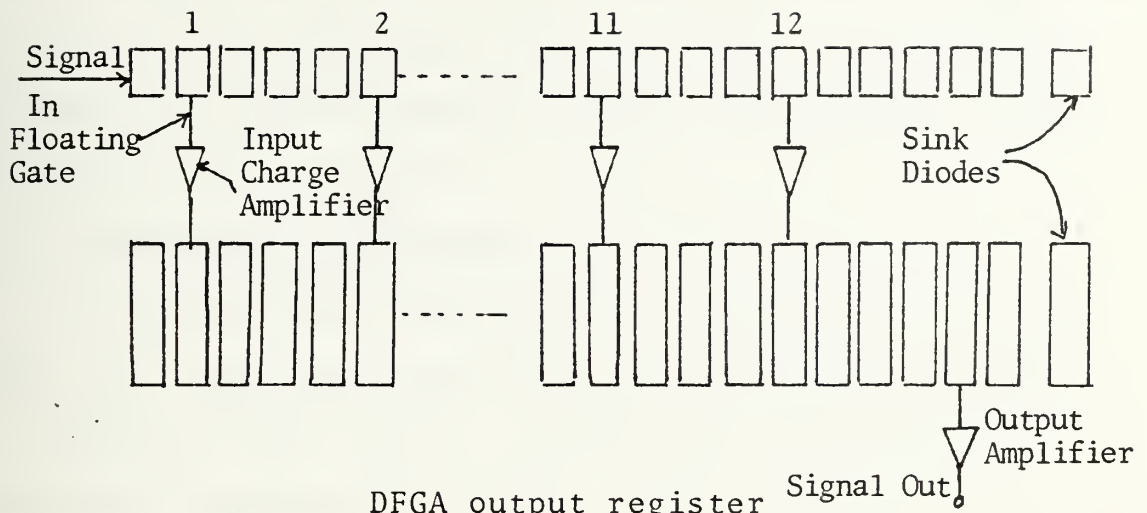 1 2 11 12
Signal
In
Floating
Gate
Input
Charge
Amplifier
Sink
Diodes
Output
Amplifier
Signal Out
DFGA output register